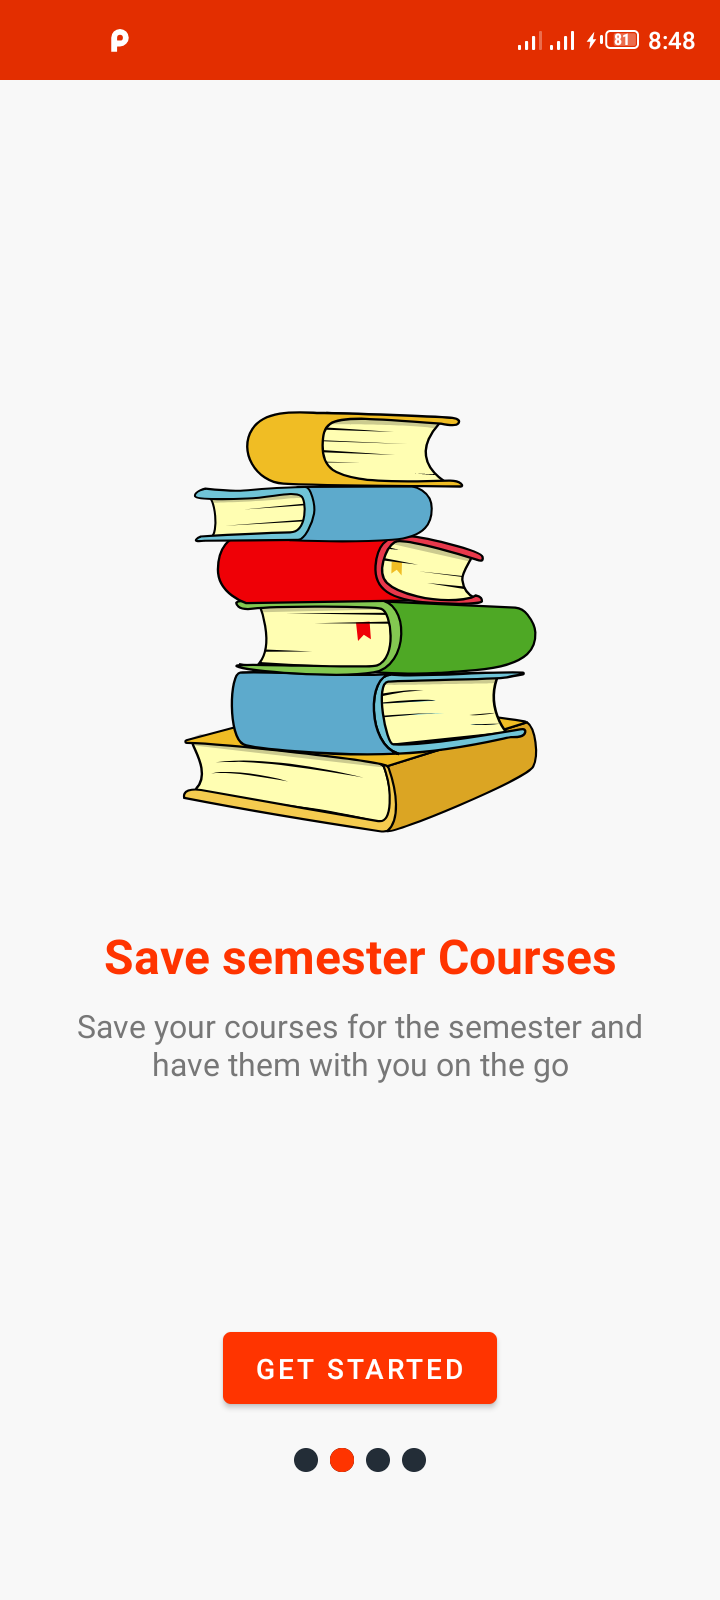 81 8:48
Save semester Courses
Save your courses for the semester and
have them with you on the go
GET STARTED